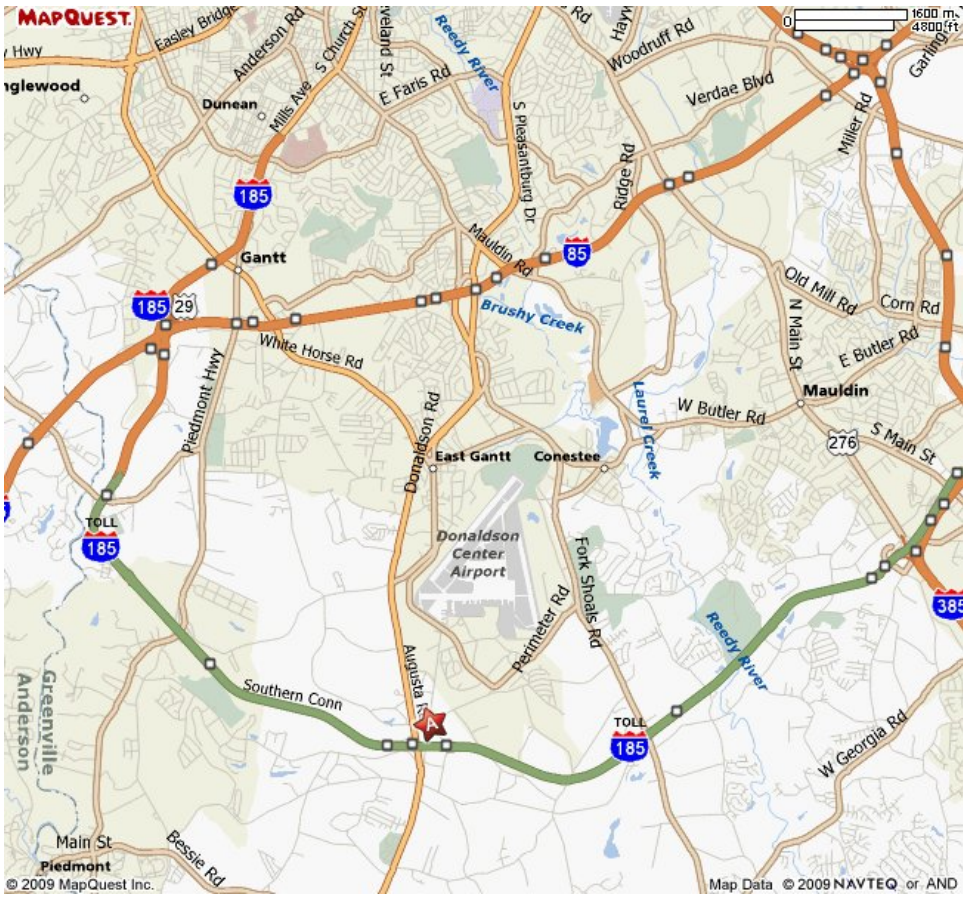 MAPQUEST.
Easley Bridge
Anderson Rd
S Church St
eveland St
Reedy River
Rd
Hayw
Woodruff Rd
0
1600 m
4800 ft
Garling
Hwy
nglewood
Dunean
Mills Ave
E Faris Rd
S Pleasantburg Dr
Verdae Blvd
Miller Rd
Ridge Rd
185
Gantt
Mauldin Rd
85
Old Mill Rd
Corn Rd
185
29
Brushy Creek
N Main St
E Butler Rd
White Horse Rd
Piedmont Hwy
Mauldin
Laurel Creek
W Butler Rd
276
S Main St
Donaldson Rd
East Gantt
Conestee
TOLL
185
Donaldson
Center
Airport
Fork Shoals Rd
Perimeter Rd
385
Reedy River
Greenville
Anderson
Southern Conn
Augusta R
A
TOLL
185
W Georgia Rd
Main St
Bessie Rd
Piedmont
© 2009 MapQuest Inc.
Map Data © 2009 NAVTEQ or AND